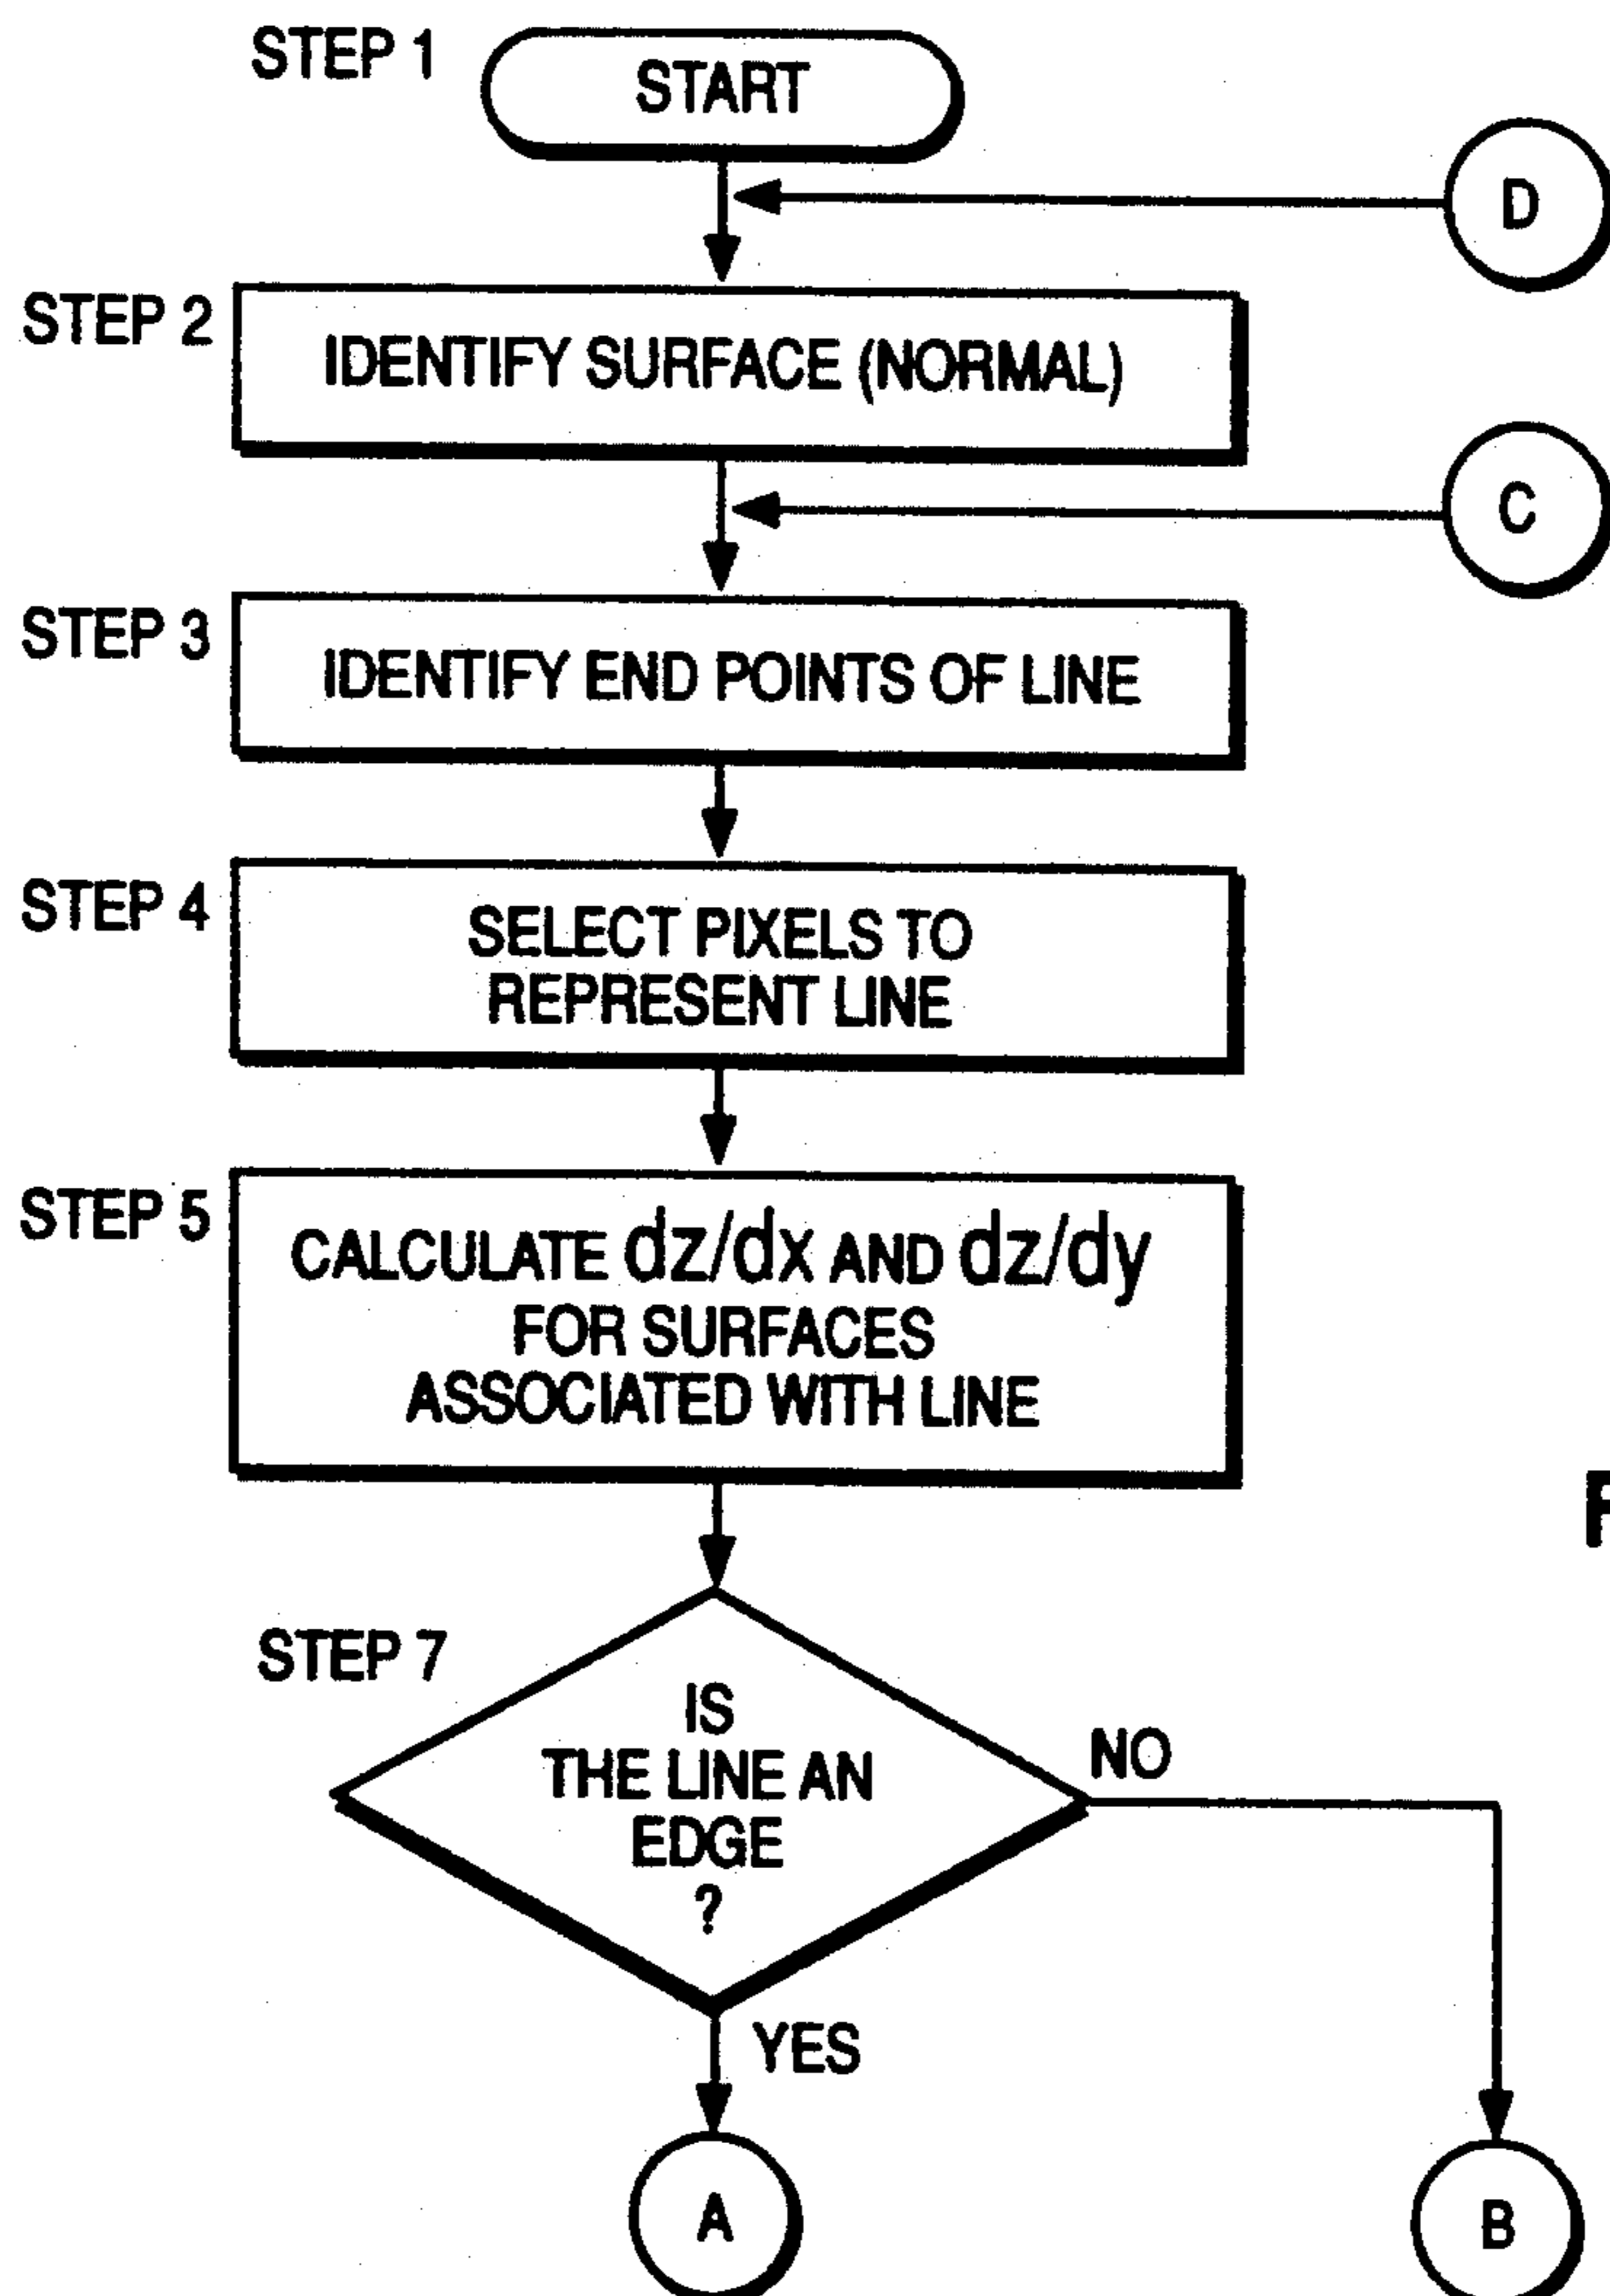 STEP 1
START
D
STEP 2
IDENTIFY SURFACE (NORMAL)
C
STEP 3
IDENTIFY END POINTS OF LINE
STEP 4
SELECT PIXELS TO
REPRESENT LINE
STEP 5
CALCULATE dz/dx AND dz/dy
FOR SURFACES
ASSOCIATED WITH LINE
STEP 7
IS
THE LINE AN
EDGE
?
NO
YES
A
B